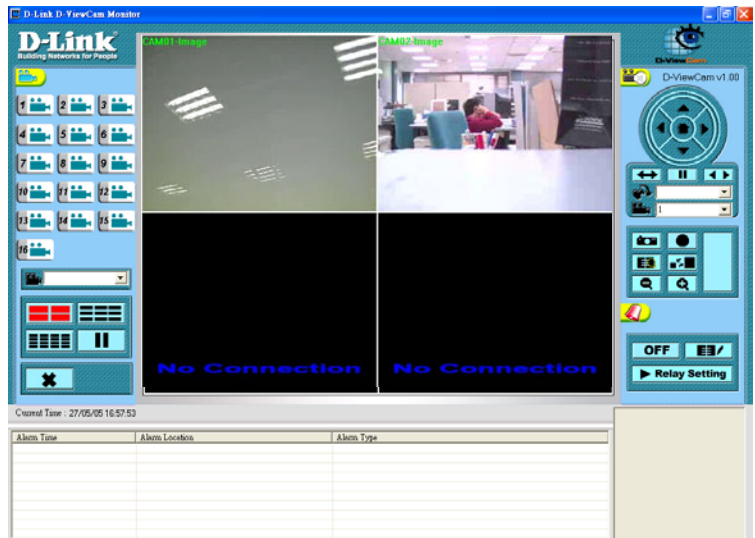 D-Link D-ViewCam Monitor
D-Link
Building Networks for People
1 2 3
4 5 6
7 8 9
10 11 12
13 14 15
16
CAM01-Image
CAM02-Image
No Connection
No Connection
D-ViewCam
D-ViewCam v1.00
1
OFF
Relay Setting
Current Time : 27/05/05 16:57:53
Alarm Time Alarm Location Alarm Type